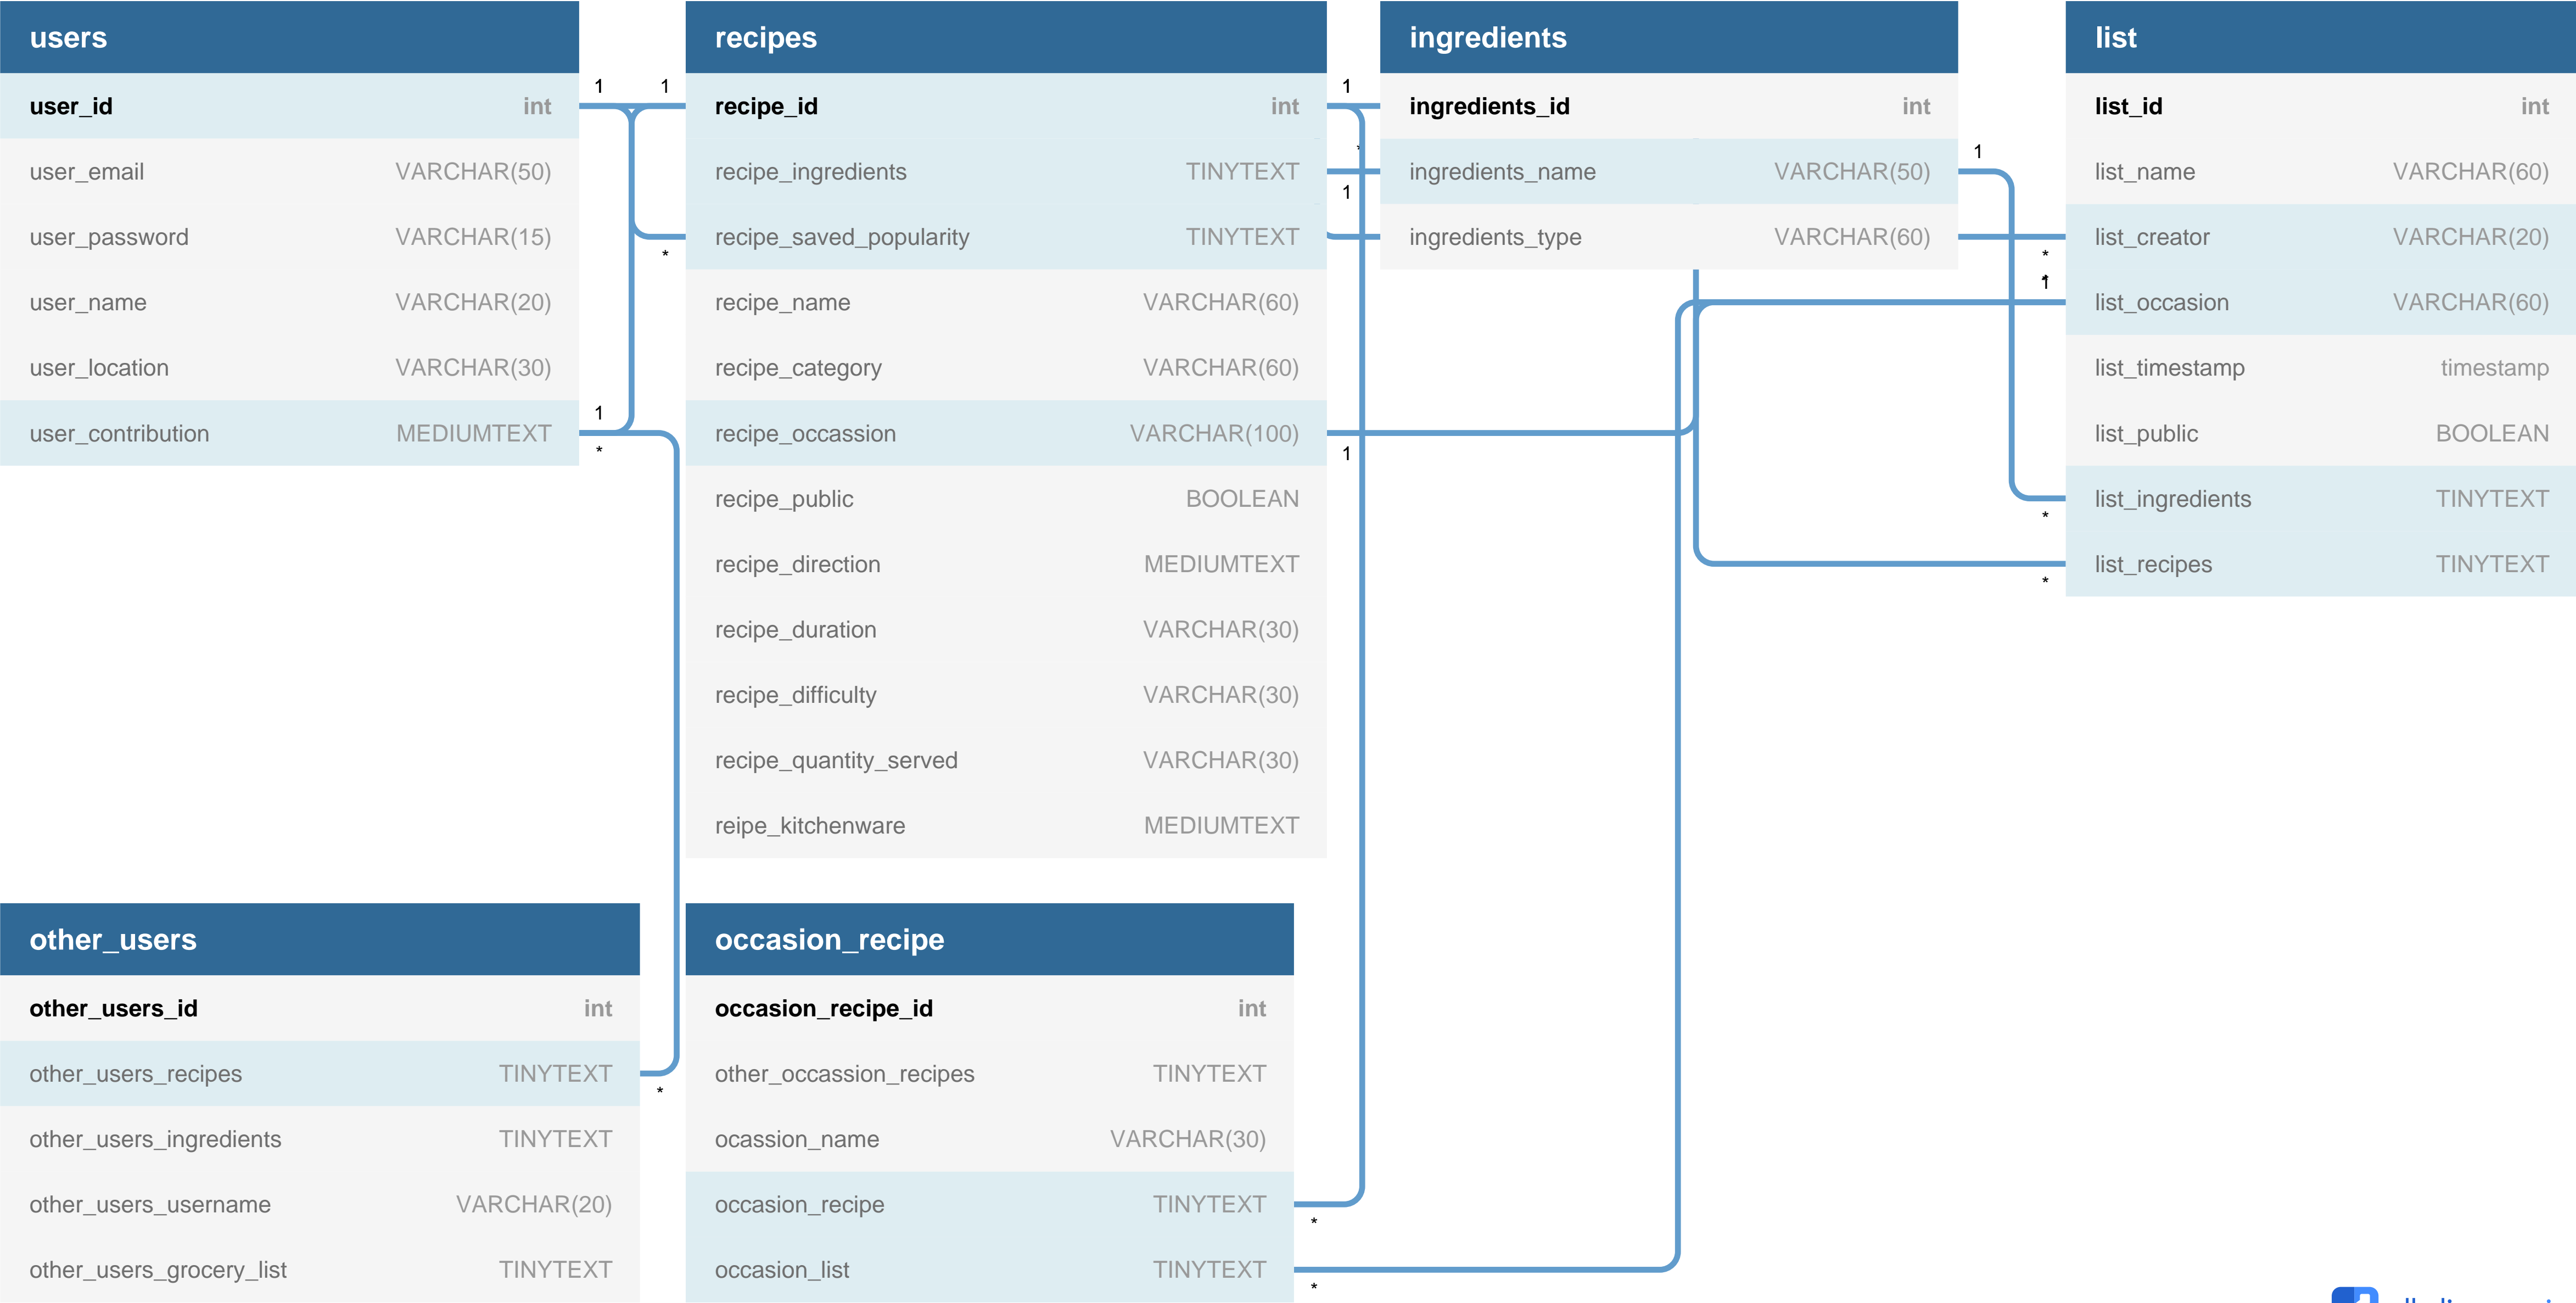 users
user_id int
user_email VARCHAR(50)
user_password VARCHAR(15)
user_name VARCHAR(20)
user_location VARCHAR(30)
user_contribution MEDIUMTEXT
1
1
*
1
*
recipes
recipe_id int
recipe_ingredients TINYTEXT
recipe_saved_popularity TINYTEXT
recipe_name VARCHAR(60)
recipe_category VARCHAR(60)
recipe_occassion VARCHAR(100)
recipe_public BOOLEAN
recipe_direction MEDIUMTEXT
recipe_duration VARCHAR(30)
recipe_difficulty VARCHAR(30)
recipe_quantity_served VARCHAR(30)
reipe_kitchenware MEDIUMTEXT
1
*
1
1
ingredients
ingredients_id int
ingredients_name VARCHAR(50)
ingredients_type VARCHAR(60)
1
*
1
*
*
list
list_id int
list_name VARCHAR(60)
list_creator VARCHAR(20)
list_occasion VARCHAR(60)
list_timestamp timestamp
list_public BOOLEAN
list_ingredients TINYTEXT
list_recipes TINYTEXT
other_users
other_users_id int
other_users_recipes TINYTEXT
other_users_ingredients TINYTEXT
other_users_username VARCHAR(20)
other_users_grocery_list TINYTEXT
*
occasion_recipe
occasion_recipe_id int
other_occassion_recipes TINYTEXT
ocassion_name VARCHAR(30)
occasion_recipe TINYTEXT
occasion_list TINYTEXT
*
*